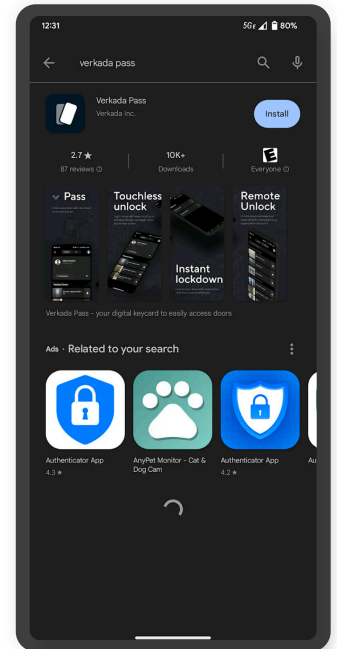 12:31
5GE 80%
verkada pass
Verkada Pass
Verkada Inc.
Install
2.7 ★
10K+
E
87 reviews
Downloads
Everyone
Pass
Touchless
unlock
Instant
lockdown
Remote
Unlock
Verkada Pass - your digital keycard to easily access doors
Ads · Related to your search
Authenticator App
4.3 ★
AnyPet Monitor - Cat &
Dog Cam
Authenticator App
4.2 ★
Au